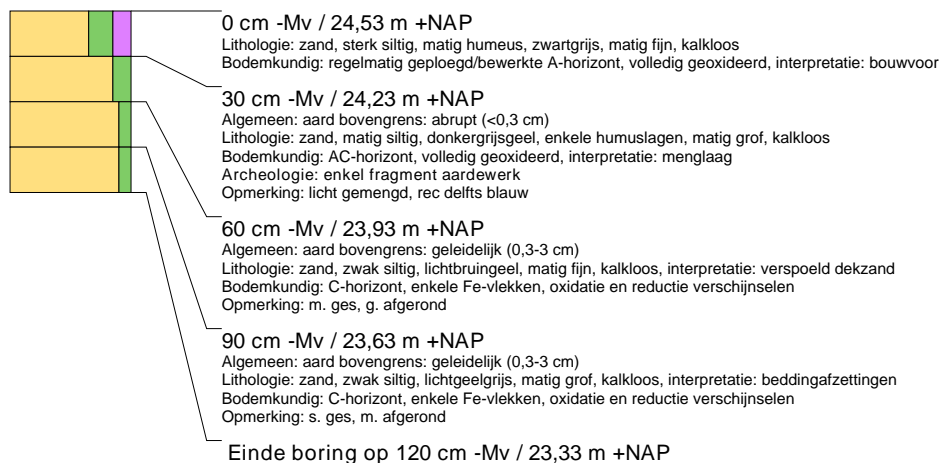 0 cm -Mv / 24,53 m +NAP
Lithologie: zand, sterk siltig, matig humeus, zwartgrijs, matig fijn, kalkloos
Bodemkundig: regelmatig geploegd/bewerkte A-horizont, volledig geoxideerd, interpretatie: bouwvoor
30 cm -Mv / 24,23 m +NAP
Algemeen: aard bovengrens: abrupt (<0,3 cm)
Lithologie: zand, matig siltig, donkergrijsgeel, enkele humuslagen, matig grof, kalkloos
Bodemkundig: AC-horizont, volledig geoxideerd, interpretatie: menglaag
Archeologie: enkel fragment aardewerk
Opmerking: licht gemengd, rec delfts blauw
60 cm -Mv / 23,93 m +NAP
Algemeen: aard bovengrens: geleidelijk (0,3-3 cm)
Lithologie: zand, zwak siltig, lichtbruingeel, matig fijn, kalkloos, interpretatie: verspoeld dekzand
Bodemkundig: C-horizont, enkele Fe-vlekken, oxidatie en reductie verschijnselen
Opmerking: m. ges, g. afgerond
90 cm -Mv / 23,63 m +NAP
Algemeen: aard bovengrens: geleidelijk (0,3-3 cm)
Lithologie: zand, zwak siltig, lichtgeelgrijs, matig grof, kalkloos, interpretatie: beddingafzettingen
Bodemkundig: C-horizont, enkele Fe-vlekken, oxidatie en reductie verschijnselen
Opmerking: s. ges, m. afgerond
Einde boring op 120 cm -Mv / 23,33 m +NAP